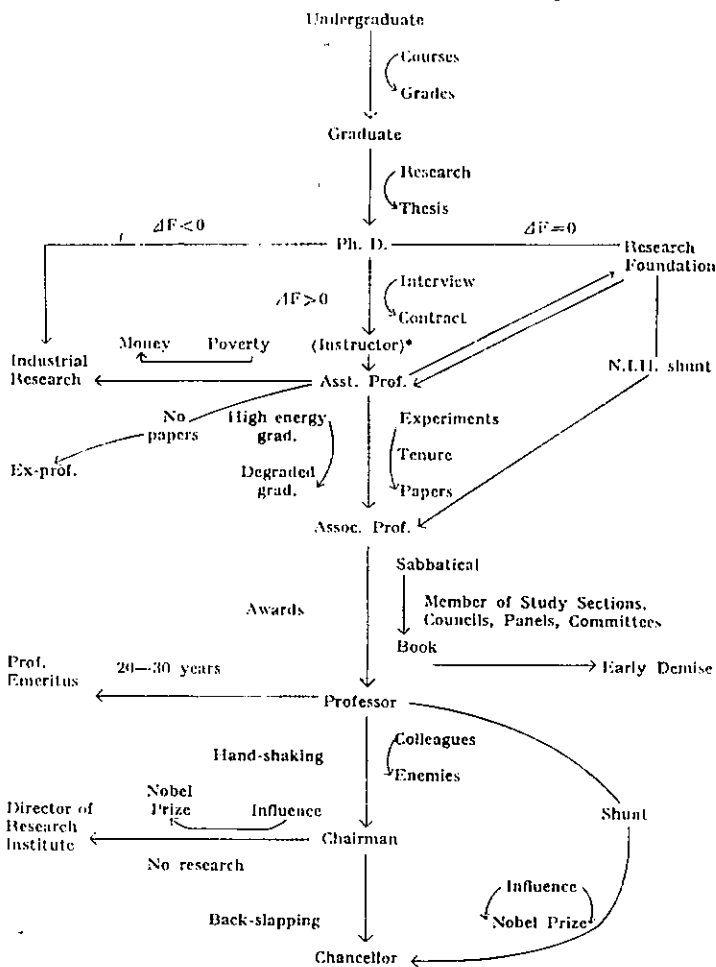 Undergraduate
Courses
Grades
Graduate
Research
Thesis
ΔF<0
Ph. D.
ΔF=0
Research
Foundation
Interview
ΔF>0
Contract
Money
Poverty
(Instructor)*
Industrial
Research
Asst. Prof.
N.I.H. shunt
No
papers
High energy
grad.
Experiments
Tenure
Ex-prof.
Degraded
grad.
Papers
Assoc. Prof.
Sabbatical
Awards
Member of Study Sections,
Councils, Panels, Committees
Book
Prof.
Emeritus
20—30 years
Early Demise
Professor
Colleagues
Hand-shaking
Enemies
Nobel
Prize
Influence
Director of
Research
Institute
Shunt
Chairman
No research
Influence
Back-slapping
Nobel Prize
Chancellor